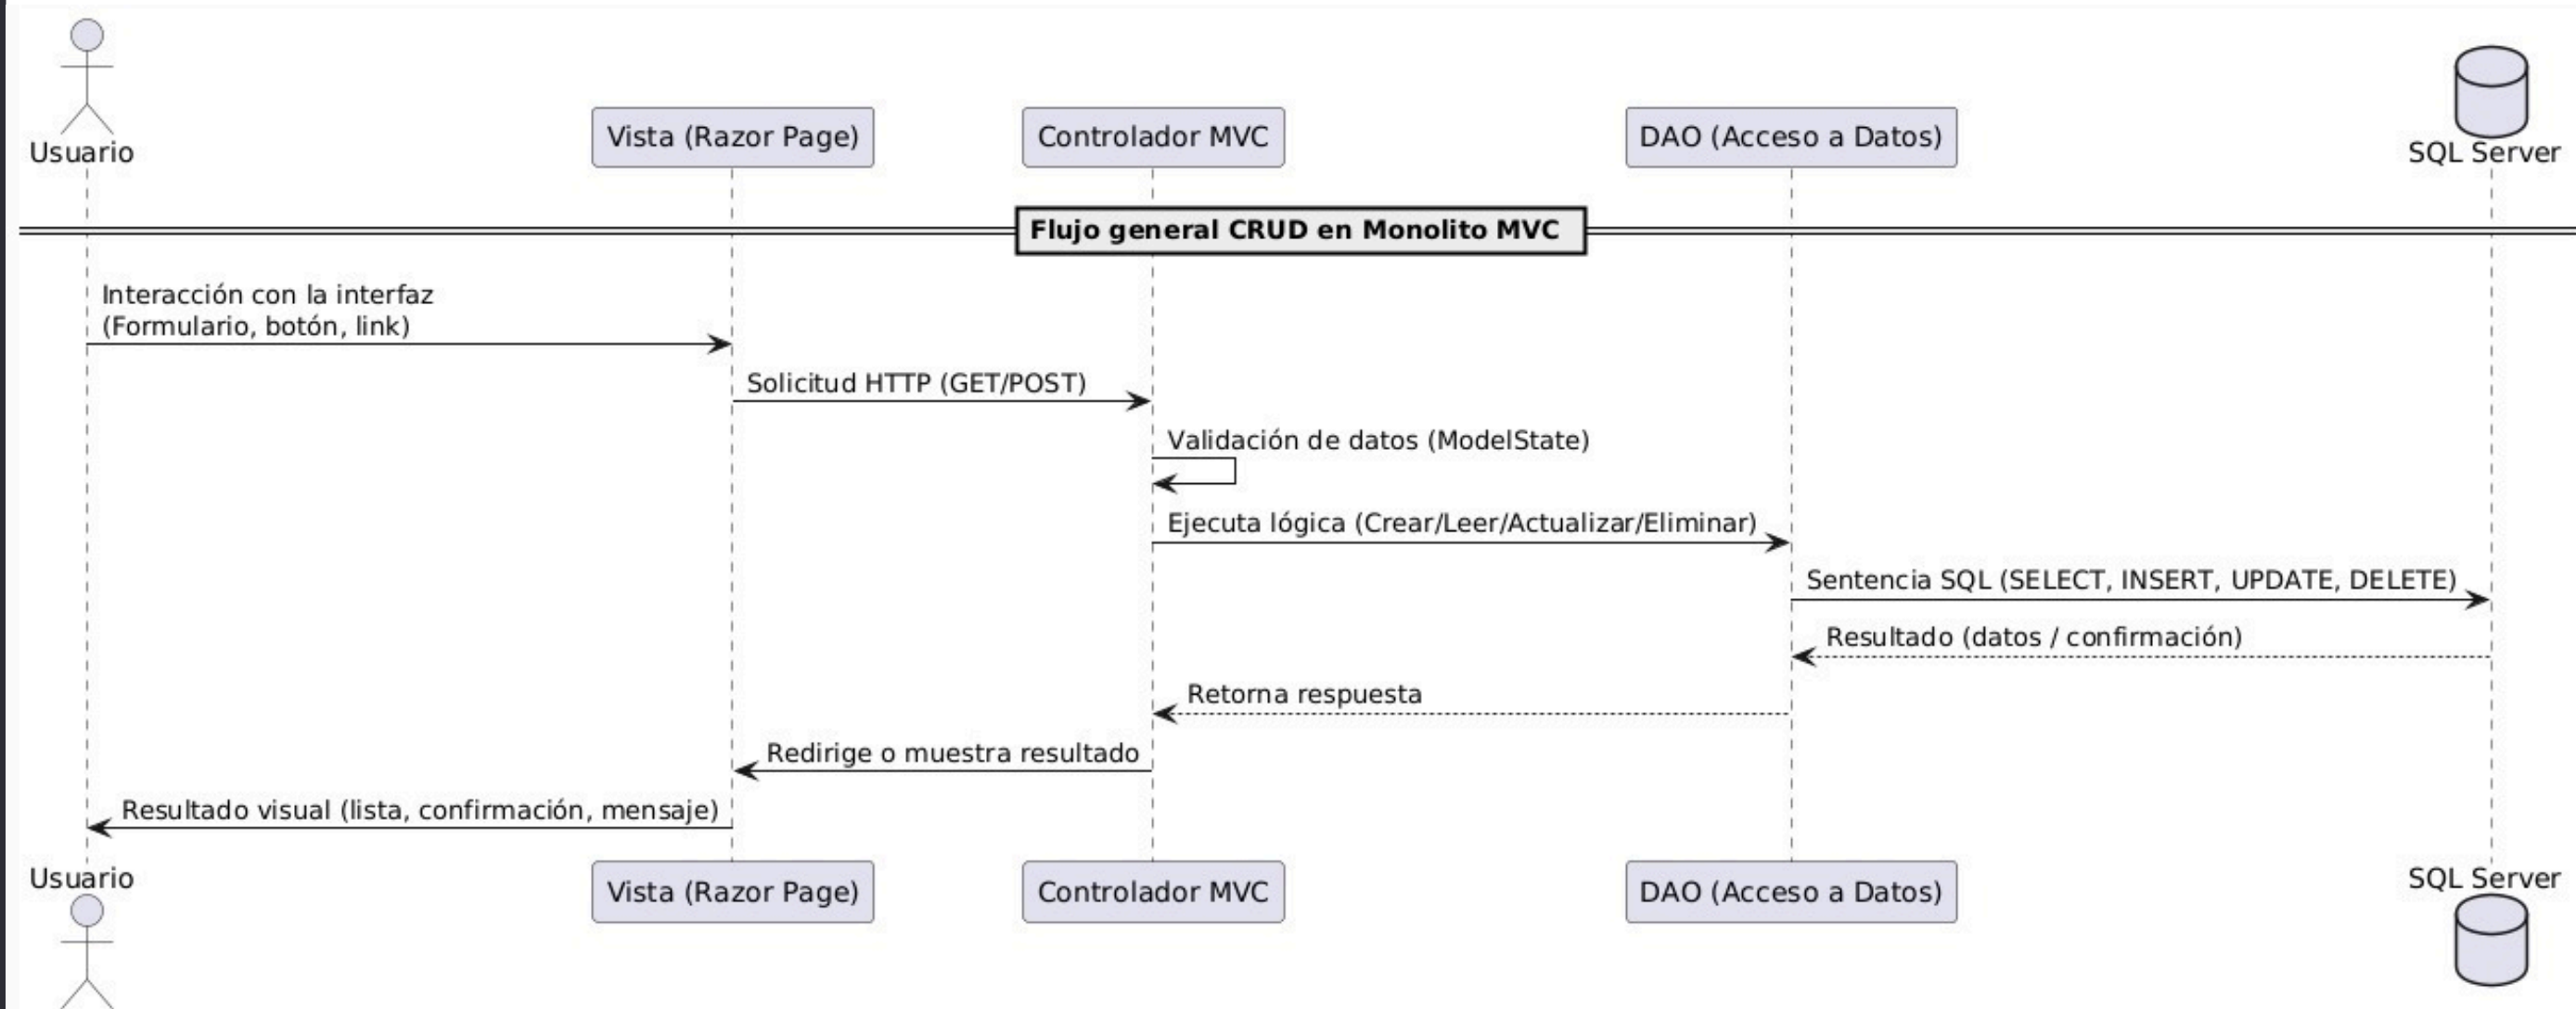 Usuario
Vista (Razor Page)
Controlador MVC
DAO (Acceso a Datos)
SQL Server
Flujo general CRUD en Monolito MVC
Interacción con la interfaz
(Formulario, botón, link)
Solicitud HTTP (GET/POST)
Validación de datos (ModelState)
Ejecuta lógica (Crear/Leer/Actualizar/Eliminar)
Sentencia SQL (SELECT, INSERT, UPDATE, DELETE)
Resultado (datos / confirmación)
Retorna respuesta
Redirige o muestra resultado
Resultado visual (lista, confirmación, mensaje)
Usuario
Vista (Razor Page)
Controlador MVC
DAO (Acceso a Datos)
SQL Server